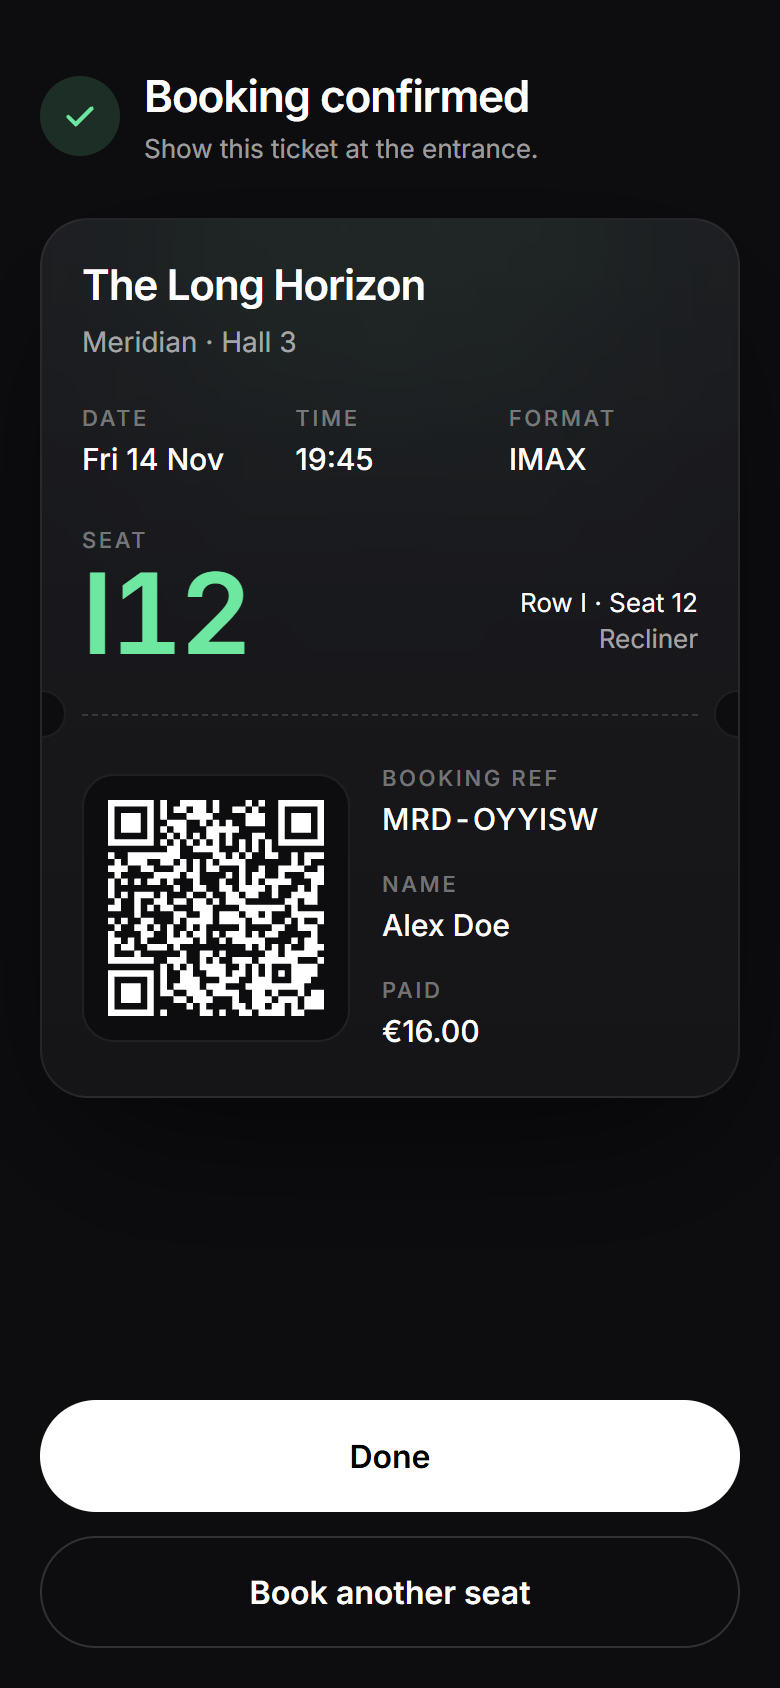 Booking confirmed
Show this ticket at the entrance.
The Long Horizon
Meridian · Hall 3
DATE TIME FORMAT
Fri 14 Nov 19:45 IMAX
SEAT
I12
Row I · Seat 12
Recliner
BOOKING REF
MRD-OYYISW
NAME
Alex Doe
PAID
€16.00
Done
Book another seat